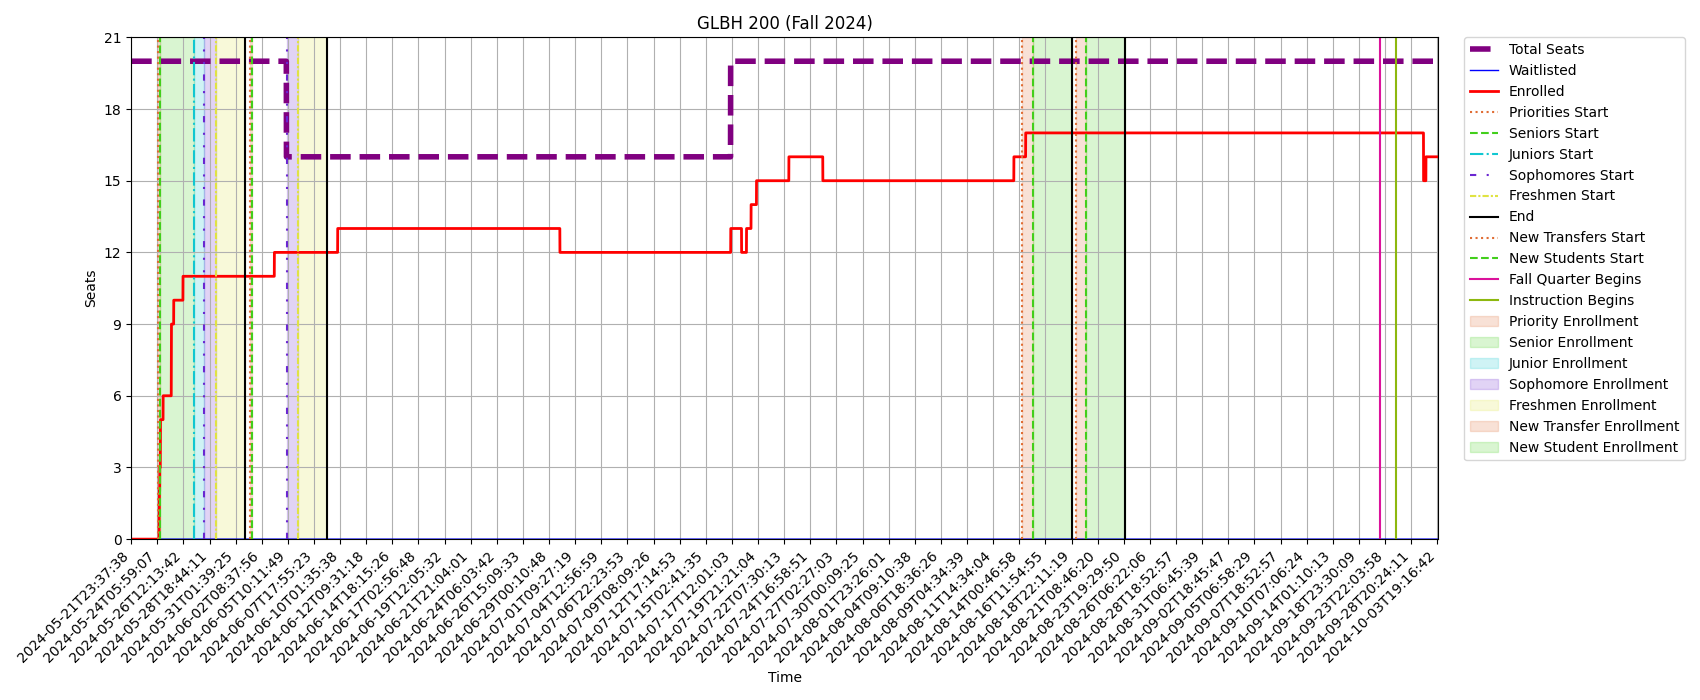 GLBH 200 (Fall 2024)
21
18
15
12
9
6
3
0
Seats
2024-05-21T23:37:38
2024-05-24T05:59:07
2024-05-26T12:13:42
2024-05-28T18:44:11
2024-05-31T01:39:25
2024-06-02T08:37:56
2024-06-05T10:11:49
2024-06-07T17:55:23
2024-06-10T01:35:38
2024-06-12T09:31:18
2024-06-14T18:15:26
2024-06-17T02:56:48
2024-06-19T12:05:32
2024-06-21T21:04:01
2024-06-24T06:03:42
2024-06-26T15:09:33
2024-06-29T00:10:48
2024-07-01T09:27:19
2024-07-04T12:56:59
2024-07-06T22:23:53
2024-07-09T08:09:26
2024-07-12T17:14:53
2024-07-15T02:41:35
2024-07-17T12:01:03
2024-07-19T21:21:04
2024-07-22T07:30:13
2024-07-24T16:58:51
2024-07-27T02:27:03
2024-07-30T00:09:25
2024-08-01T23:26:01
2024-08-04T09:10:38
2024-08-06T18:36:26
2024-08-09T04:34:39
2024-08-11T14:34:04
2024-08-14T00:46:58
2024-08-16T11:54:55
2024-08-18T22:11:19
2024-08-21T08:46:20
2024-08-23T19:29:50
2024-08-26T06:22:06
2024-08-28T18:52:57
2024-08-31T06:45:39
2024-09-02T18:45:47
2024-09-05T06:58:29
2024-09-07T18:52:57
2024-09-10T07:06:24
2024-09-14T01:10:13
2024-09-18T23:30:09
2024-09-23T22:03:58
2024-09-28T20:24:11
2024-10-03T19:16:42
Time
Total Seats
Waitlisted
Enrolled
Priorities Start
Seniors Start
Juniors Start
Sophomores Start
Freshmen Start
End
New Transfers Start
New Students Start
Fall Quarter Begins
Instruction Begins
Priority Enrollment
Senior Enrollment
Junior Enrollment
Sophomore Enrollment
Freshmen Enrollment
New Transfer Enrollment
New Student Enrollment